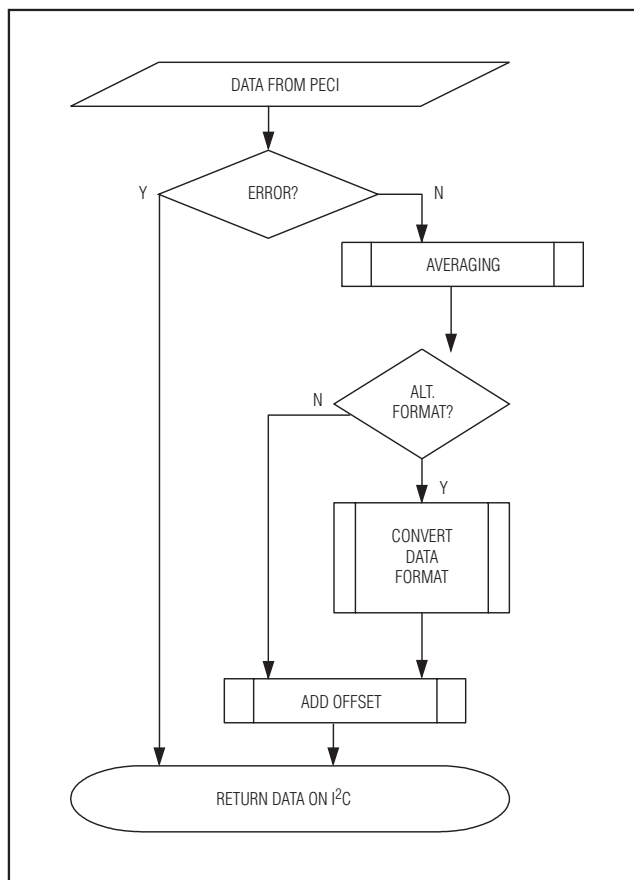 DATA FROM PECI
Y
ERROR?
N
AVERAGING
N
ALT.
FORMAT?
Y
CONVERT
DATA
FORMAT
ADD OFFSET
RETURN DATA ON I²C